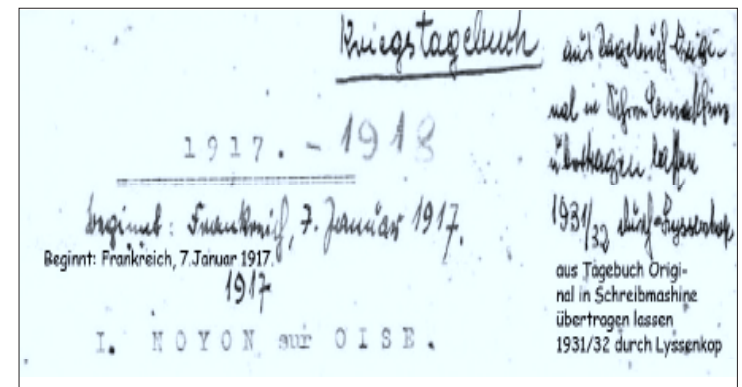 Kriegstagebuch
1917. - 1918
beginnt: Frankreich, 7. Januar 1917.
Beginnt: Frankreich, 7.Januar 1917.
1917
I. NOYON sur OISE.
aus Tagebuch Origi-
nal in Schreibmaschine
übertragen lassen
1931/32 durch Lyssenkop
aus Tagebuch Origi-
nal in Schreibmashine
übertragen lassen
1931/32 durch Lyssenkop